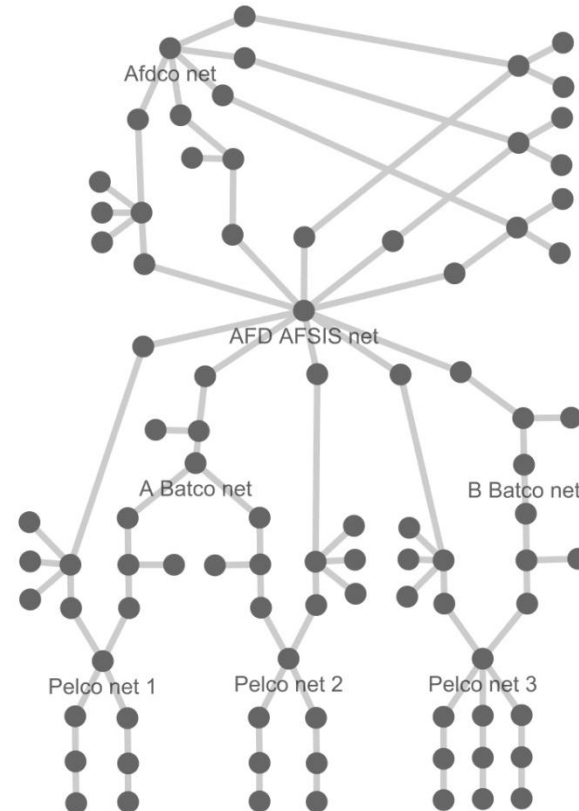 Afdco net
AFD AFSIS net
A Batco net
B Batco net
Pelco net 1
Pelco net 2
Pelco net 3